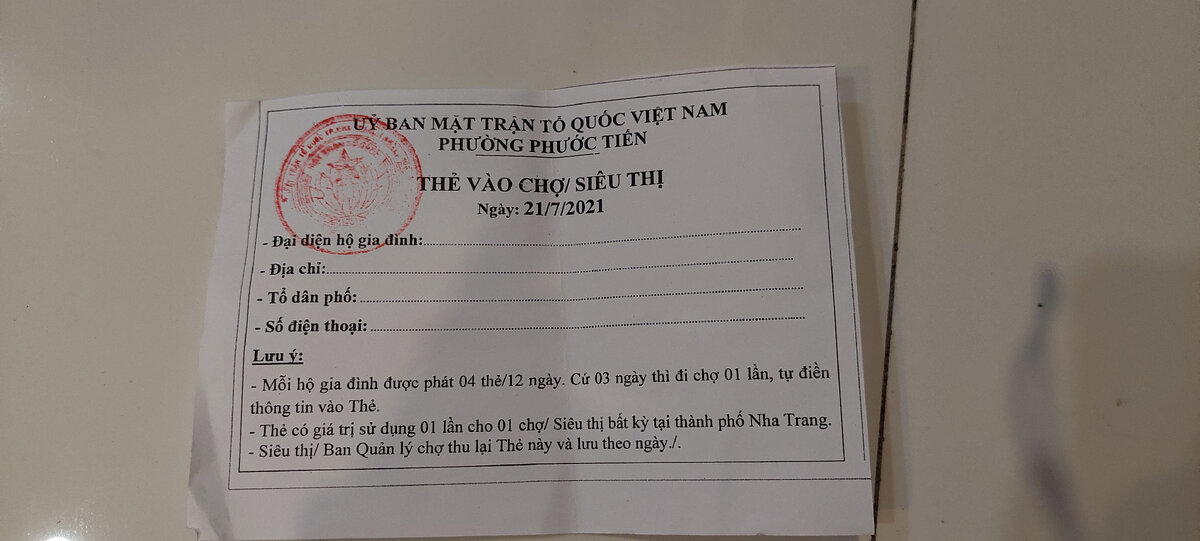 UỶ BAN MẶT TRẬN TỔ QUỐC VIỆT NAM
PHƯỜNG PHƯỚC TIẾN
THẺ VÀO CHỢ/ SIÊU THỊ
Ngày: 21/7/2021
- Đại diện hộ gia đình:
- Địa chỉ:
- Tổ dân phố:
- Số điện thoại:
Lưu ý:
- Mỗi hộ gia đình được phát 04 thẻ/12 ngày. Cứ 03 ngày thì đi chợ 01 lần, tự điền
thông tin vào Thẻ.
- Thẻ có giá trị sử dụng 01 lần cho 01 chợ/ Siêu thị bất kỳ tại thành phố Nha Trang.
- Siêu thị/ Ban Quản lý chợ thu lại Thẻ này và lưu theo ngày./.